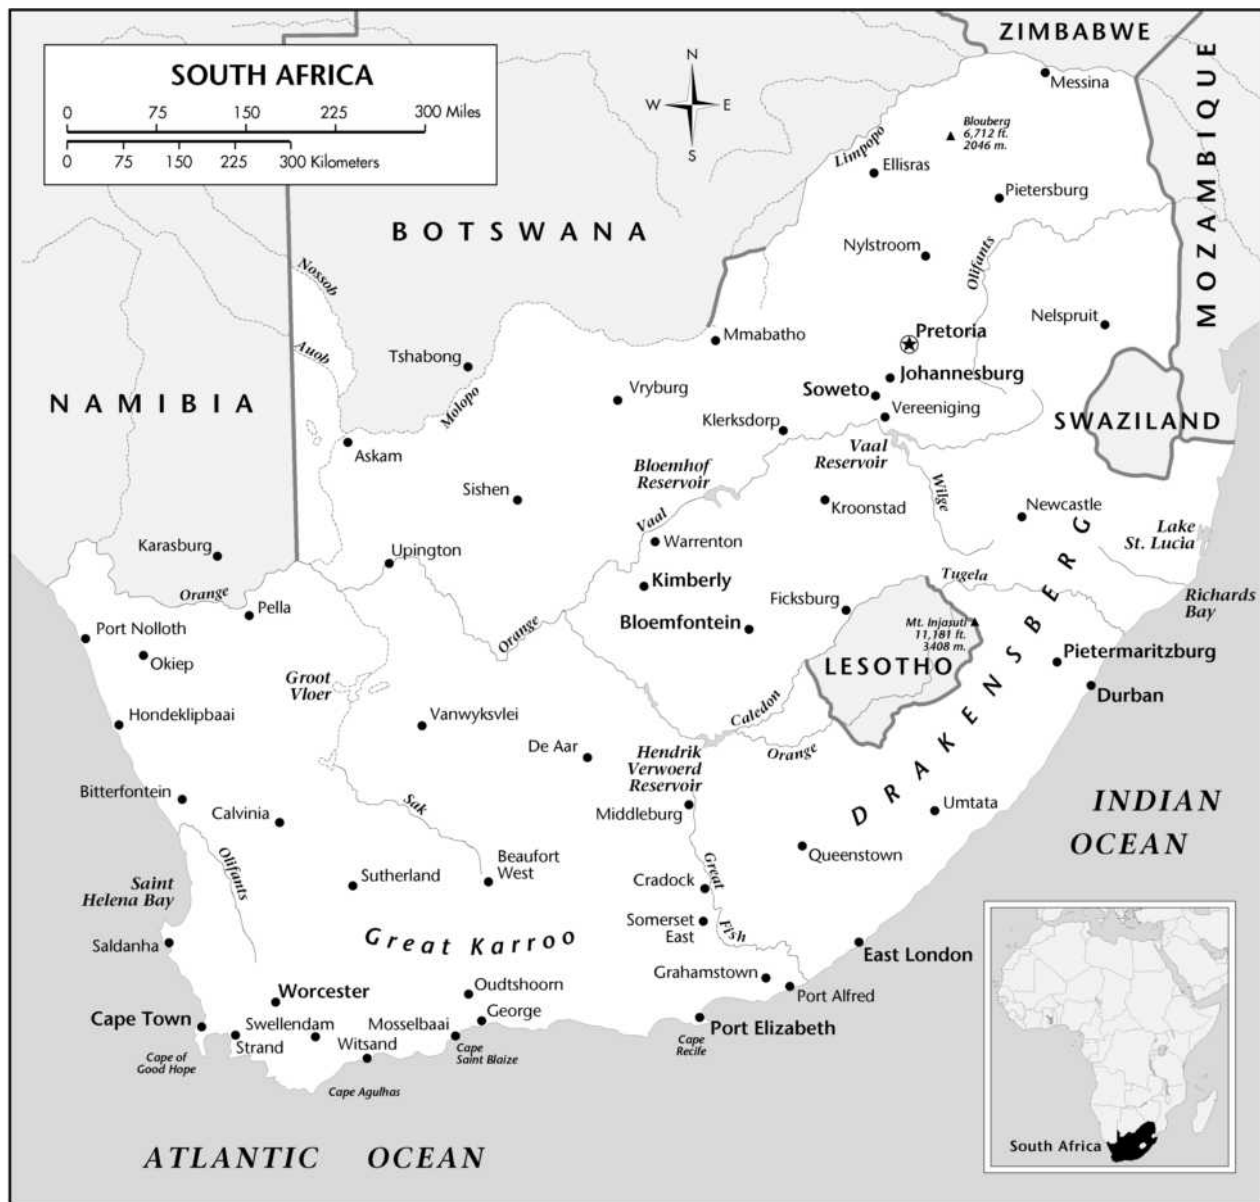 ZIMBABWE
SOUTH AFRICA
0 75 150 225 300 Miles
0 75 150 225 300 Kilometers
N
W E
S
Messina
MOZAMBIQUE
Blouberg
6,712 ft.
2046 m.
Limpopo
Ellisras
Pietersburg
BOTSWANA
Nylstroom
Olifants
Nossob
Nelspruit
Pretoria
Mmabatho
Auob
Tshabong
Johannesburg
NAMIBIA
Molopo
Vryburg
Soweto
Vereeniging
Klerksdorp
SWAZILAND
Askam
Vaal
Reservoir
Bloemhof
Reservoir
Sishen
Wilge
Kroonstad
Newcastle
Vaal
Lake
St. Lucia
Karasburg
Upington
Warrenton
Kimberly
Tugela
Orange
Pella
Ficksburg
Richards
Bay
Port Nolloth
Orange
Bloemfontein
Mt. Injasuti
11,181 ft.
3408 m.
Okiep
Pietermaritzburg
LESOTHO
Groot
Vloer
Durban
Hondeklipbaai
Vanwyksvlei
Caledon
DRAKENSBERG
De Aar
Hendrik
Verwoerd
Reservoir
Orange
Bitterfontein
Sak
Middleburg
Umtata
INDIAN
OCEAN
Calvinia
Olifants
Queenstown
Beaufort
West
Great
Sutherland
Cradock
Saint
Helena Bay
Somerset
East
Fish
Great Karroo
Saldanha
East London
Grahamstown
Port Alfred
Oudtshoorn
Worcester
George
Cape Town
Swellendam
Mosselbaai
Port Elizabeth
Strand
Witsand
Cape
Saint Blaize
Cape
Recife
Cape of
Good Hope
Cape Agulhas
ATLANTIC OCEAN
South Africa